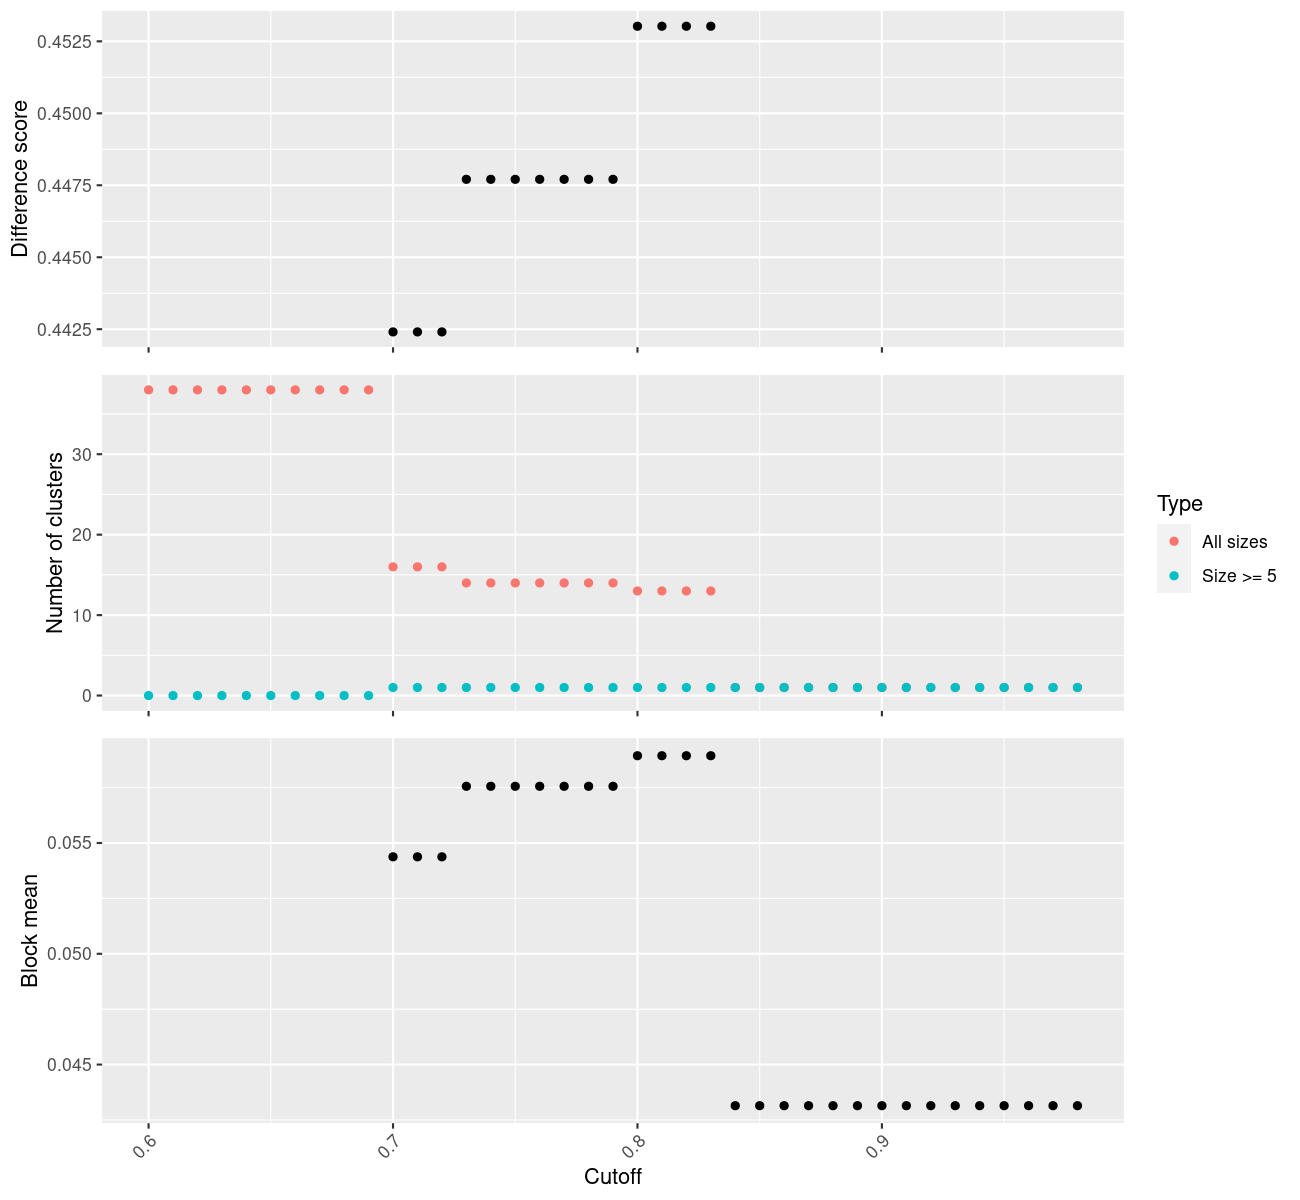 Difference score
0.4525
0.4500
0.4475
0.4450
0.4425
Number of clusters
30
20
10
0
Type
All sizes
Size >= 5
Block mean
0.055
0.050
0.045
0.6
0.7
0.8
0.9
Cutoff